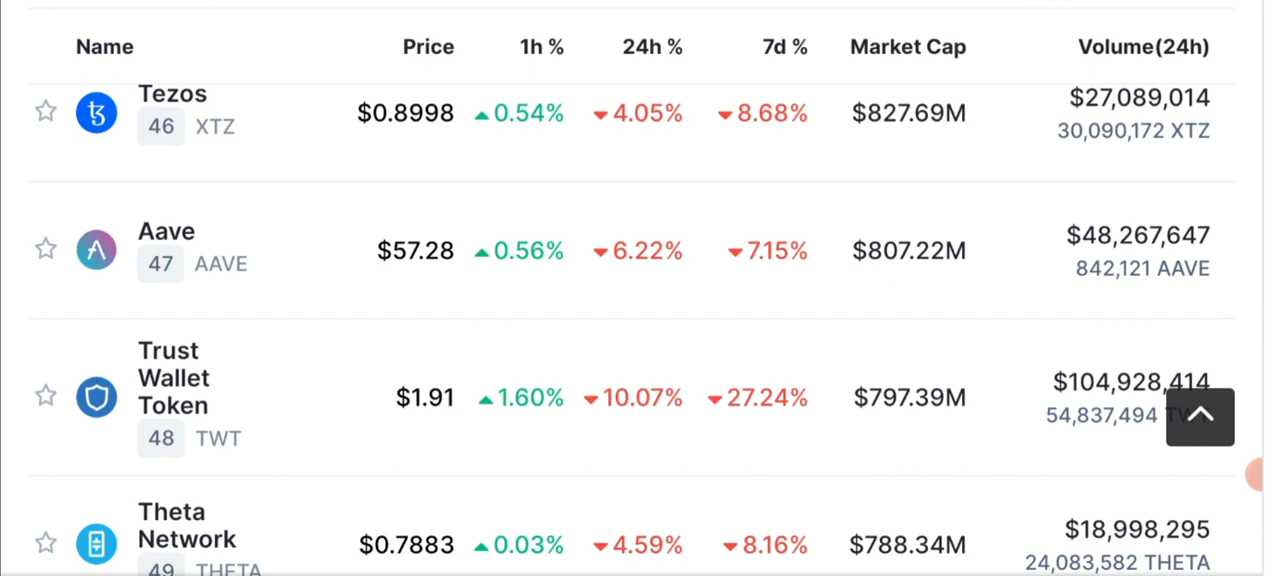 Name Price 1h % 24h % 7d % Market Cap Volume(24h)
Tezos
46 XTZ
$0.8998 0.54% 4.05% 8.68% $827.69M
$27,089,014
30,090,172 XTZ
Aave
47 AAVE
$57.28 0.56% 6.22% 7.15% $807.22M
$48,267,647
842,121 AAVE
Trust
Wallet
Token
48 TWT
$1.91 1.60% 10.07% 27.24% $797.39M
$104,928,414
54,837,494 TWT
Theta
Network
49 THETA
$0.7883 0.03% 4.59% 8.16% $788.34M
$18,998,295
24,083,582 THETA